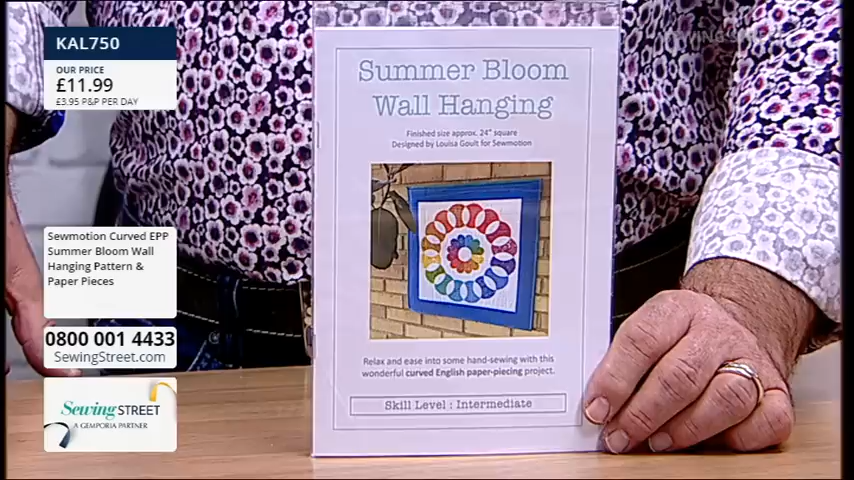 KAL750
OUR PRICE
£11.99
£3.95 P&P PER DAY
SEWING STREET
Summer Bloom
Wall Hanging
Finished size approx. 24" square
Designed by Louisa Goult for Sewmotion
Relax and ease into some hand-sewing with this
wonderful curved English paper-piecing project.
Skill Level : Intermediate
Sewmotion Curved EPP
Summer Bloom Wall
Hanging Pattern &
Paper Pieces
0800 001 4433
SewingStreet.com
Sewing STREET
A GEMPORIA PARTNER